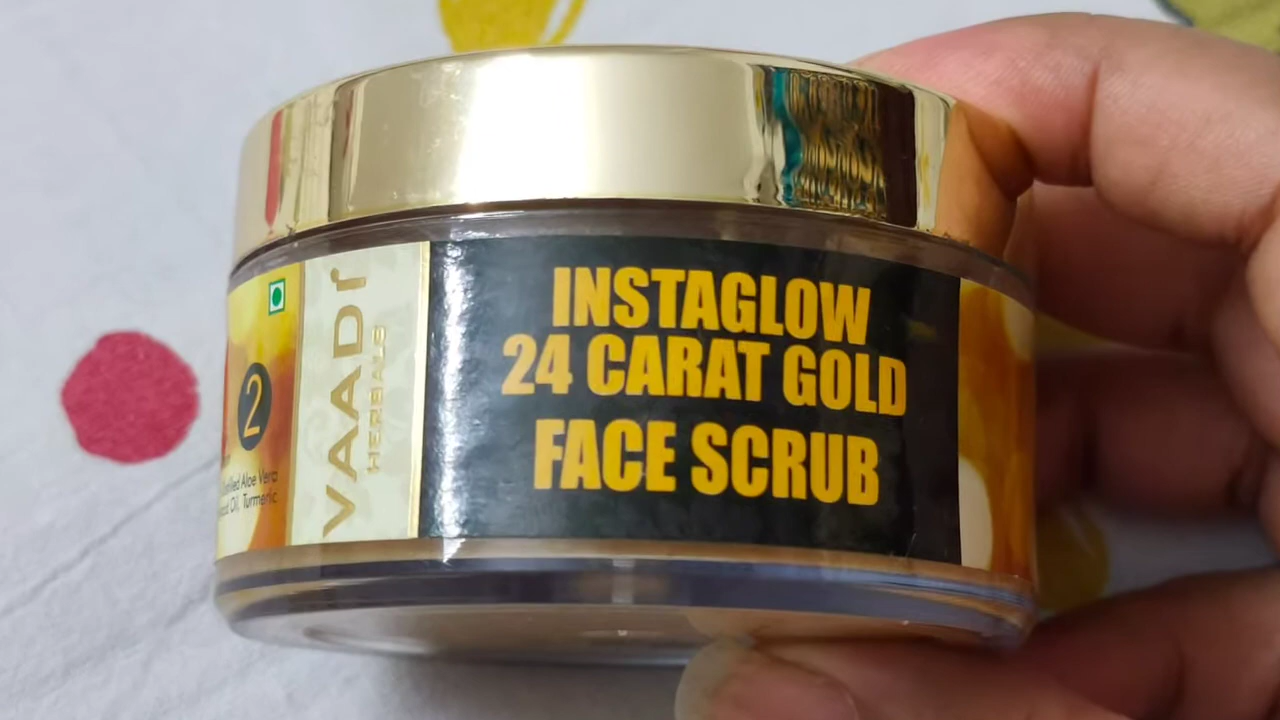 INSTAGLOW
24 CARAT GOLD
FACE SCRUB
VAADI
HERBALS
2
Aloe Vera
Oil, Turmeric